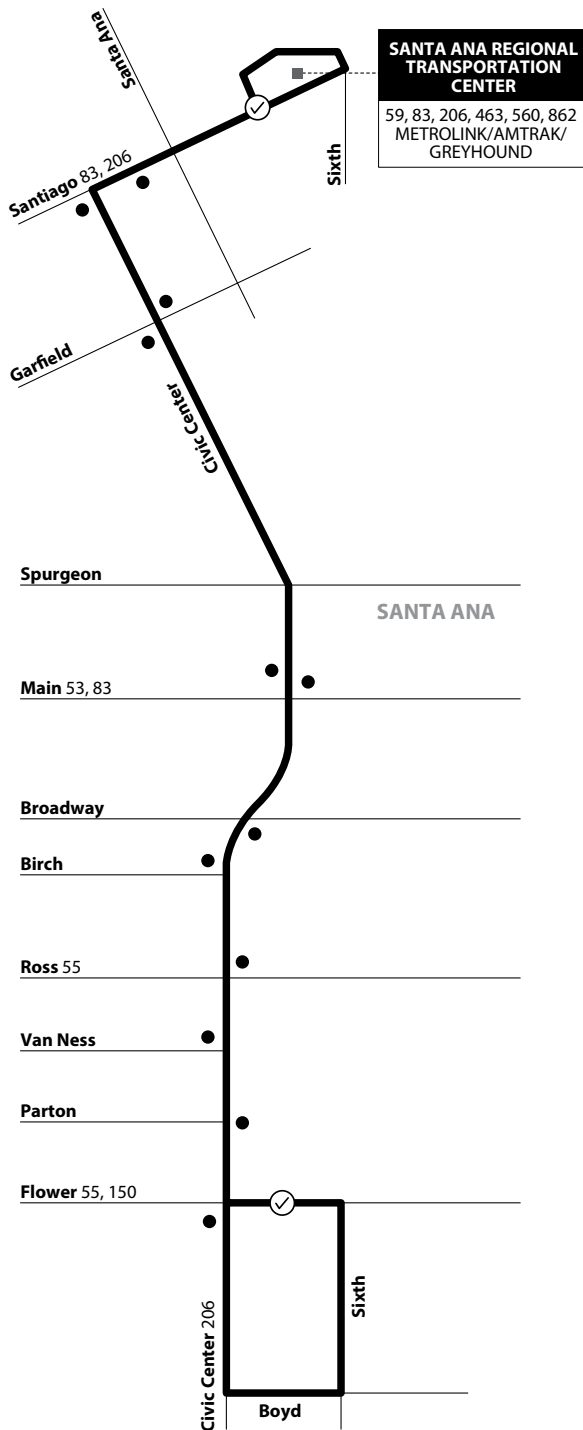 Santa Ana
SANTA ANA REGIONAL
TRANSPORTATION
CENTER
59, 83, 206, 463, 560, 862
METROLINK/AMTRAK/
GREYHOUND
Sixth
Santiago 83, 206
Garfield
Civic Center
Spurgeon
SANTA ANA
Main 53, 83
Broadway
Birch
Ross 55
Van Ness
Parton
Flower 55, 150
Sixth
Civic Center 206
Boyd